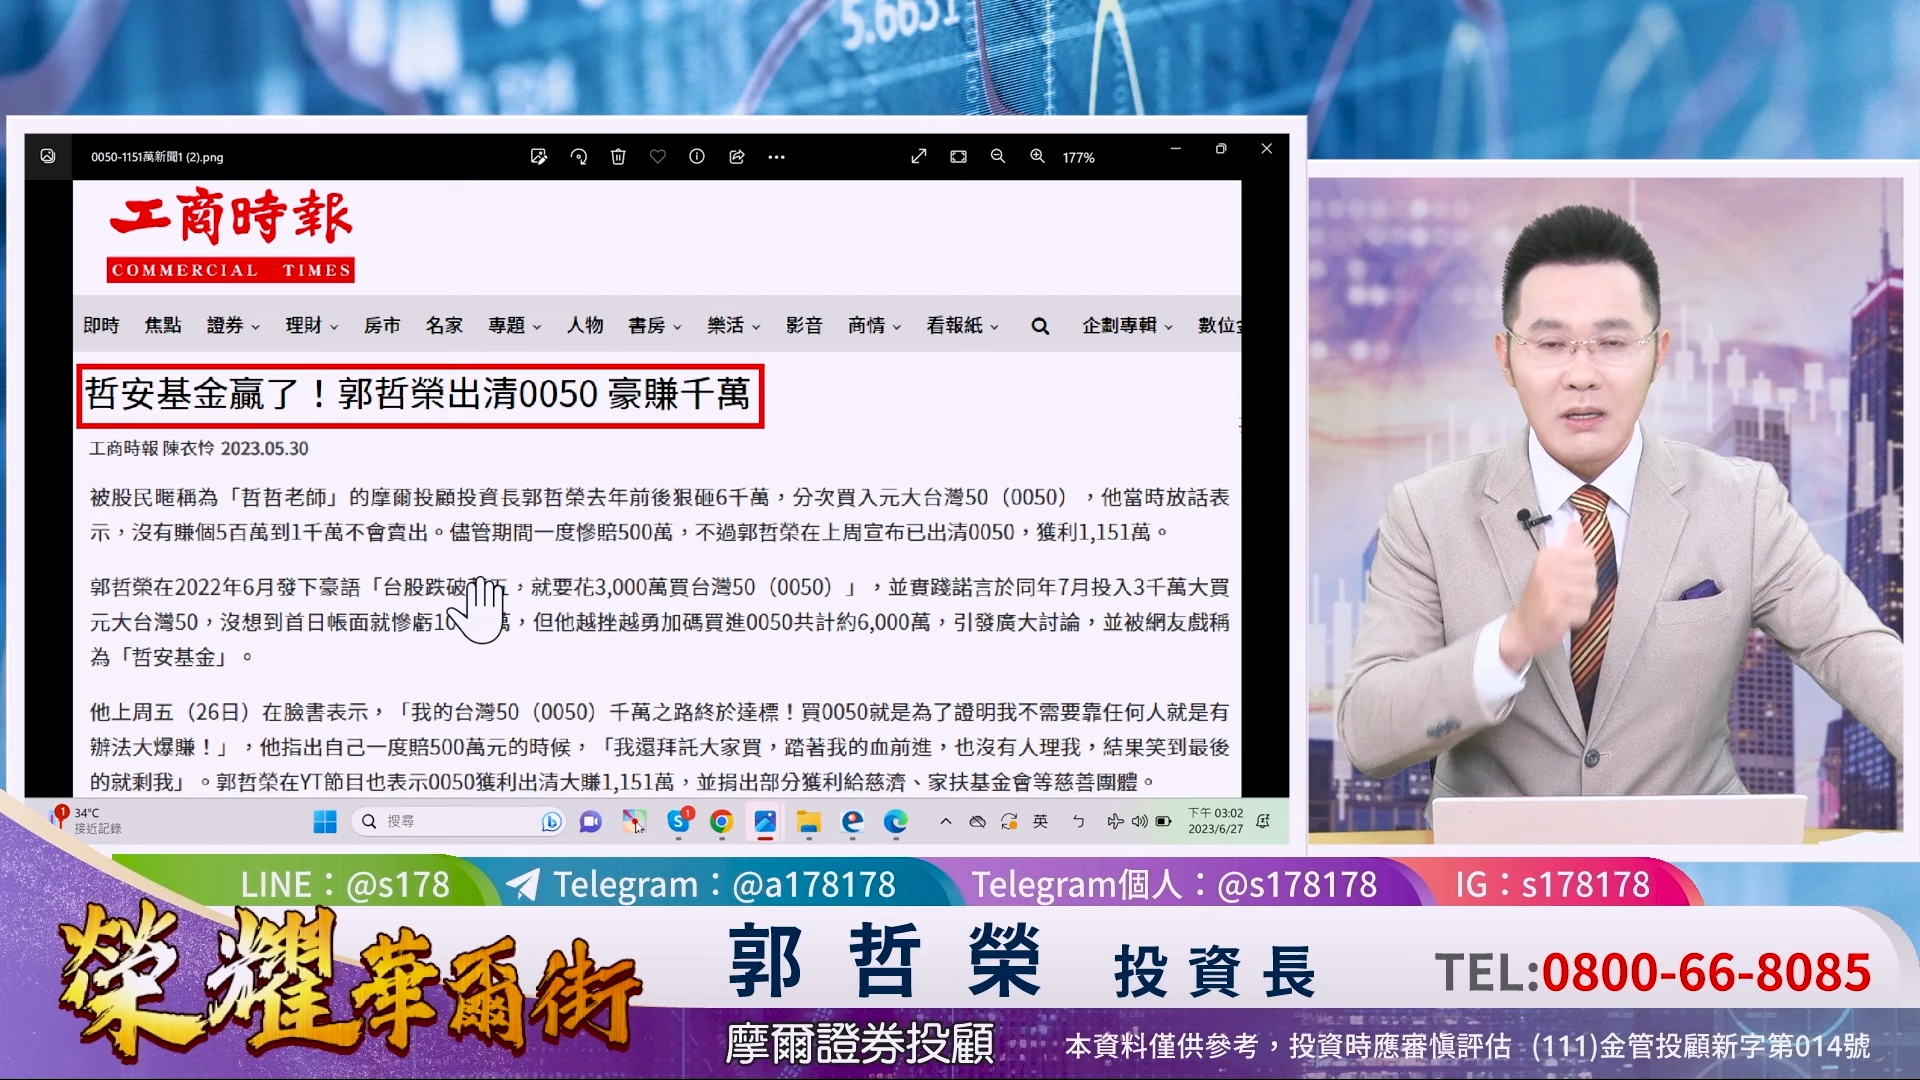 5.6631
0050-1151萬新聞1 (2).png
177%
工商時報
COMMERCIAL TIMES
即時 焦點 證券 理財 房市 名家 專題 人物 書房 樂活 影音 商情 看報紙 企劃專輯 數位
哲安基金贏了！郭哲榮出清0050 豪賺千萬
工商時報 陳衣怜 2023.05.30
被股民暱稱為「哲哲老師」的摩爾投顧投資長郭哲榮去年前後狠砸6千萬，分次買入元大台灣50（0050），他當時放話表
示，沒有賺個5百萬到1千萬不會賣出。儘管期間一度慘賠500萬，不過郭哲榮在上周宣布已出清0050，獲利1,151萬。
郭哲榮在2022年6月發下豪語「台股跌破 五，就要花3,000萬買台灣50（0050）」，並實踐諾言於同年7月投入3千萬大買
元大台灣50，沒想到首日帳面就慘虧10 萬，但他越挫越勇加碼買進0050共計約6,000萬，引發廣大討論，並被網友戲稱
為「哲安基金」。
他上周五（26日）在臉書表示，「我的台灣50（0050）千萬之路終於達標！買0050就是為了證明我不需要靠任何人就是有
辦法大爆賺！」，他指出自己一度賠500萬元的時候，「我還拜託大家買，踏著我的血前進，也沒有人理我，結果笑到最後
的就剩我」。郭哲榮在YT節目也表示0050獲利出清大賺1,151萬，並捐出部分獲利給慈濟、家扶基金會等慈善團體。
1 34°C
接近記錄
搜尋
1
英 ㄅ
下午 03:02
2023/6/27
LINE：@s178 Telegram：@a178178 Telegram個人：@s178178 IG：s178178
榮耀華爾街
郭哲榮 投資長
TEL:0800-66-8085
摩爾證券投顧
本資料僅供參考，投資時應審慎評估 (111)金管投顧新字第014號